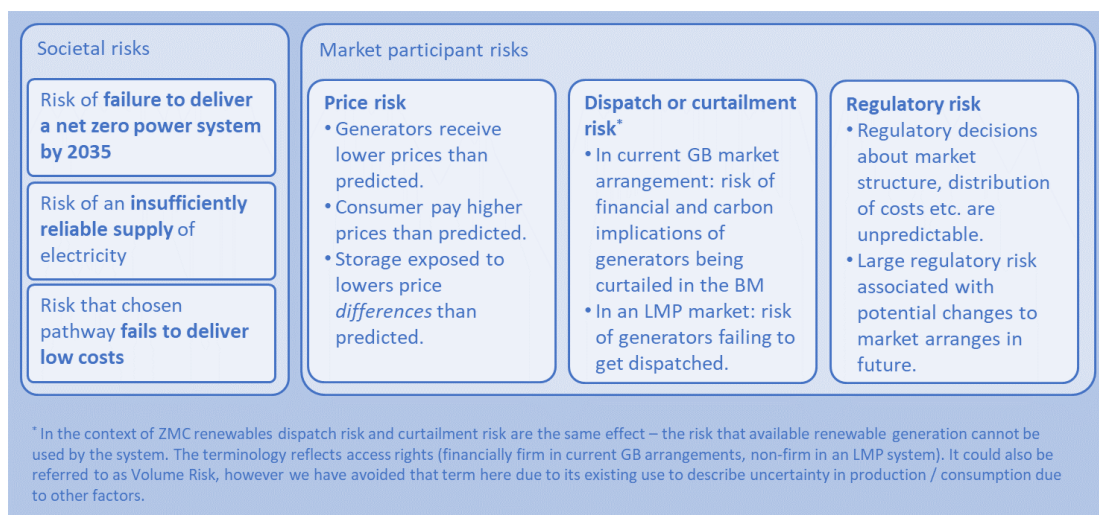 Societal risks
Risk of failure to deliver
a net zero power system
by 2035
Risk of an insufficiently
reliable supply of
electricity
Risk that chosen
pathway fails to deliver
low costs
Market participant risks
Price risk
• Generators receive
lower prices than
predicted.
• Consumer pay higher
prices than predicted.
• Storage exposed to
lowers price
differences than
predicted.
Dispatch or curtailment
risk*
• In current GB market
arrangement: risk of
financial and carbon
implications of
generators being
curtailed in the BM
• In an LMP market: risk
of generators failing to
get dispatched.
Regulatory risk
• Regulatory decisions
about market
structure, distribution
of costs etc. are
unpredictable.
• Large regulatory risk
associated with
potential changes to
market arranges in
future.
* In the context of ZMC renewables dispatch risk and curtailment risk are the same effect – the risk that available renewable generation cannot be
used by the system. The terminology reflects access rights (financially firm in current GB arrangements, non-firm in an LMP system). It could also be
referred to as Volume Risk, however we have avoided that term here due to its existing use to describe uncertainty in production / consumption due
to other factors.